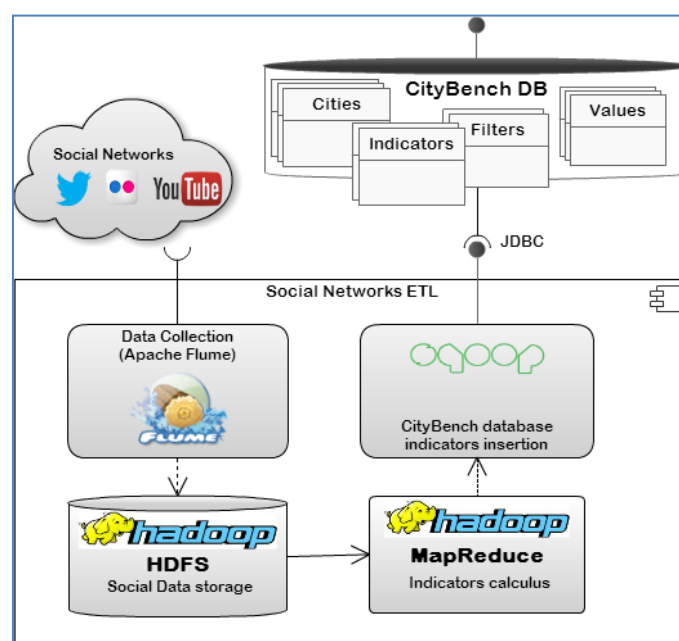 CityBench DB
Cities
Indicators
Filters
Values
Social Networks
You Tube
JDBC
Social Networks ETL
Data Collection
(Apache Flume)
FLUME
sqoop
CityBench database
indicators insertion
hadoop
HDFS
Social Data storage
hadoop
MapReduce
Indicators calculus